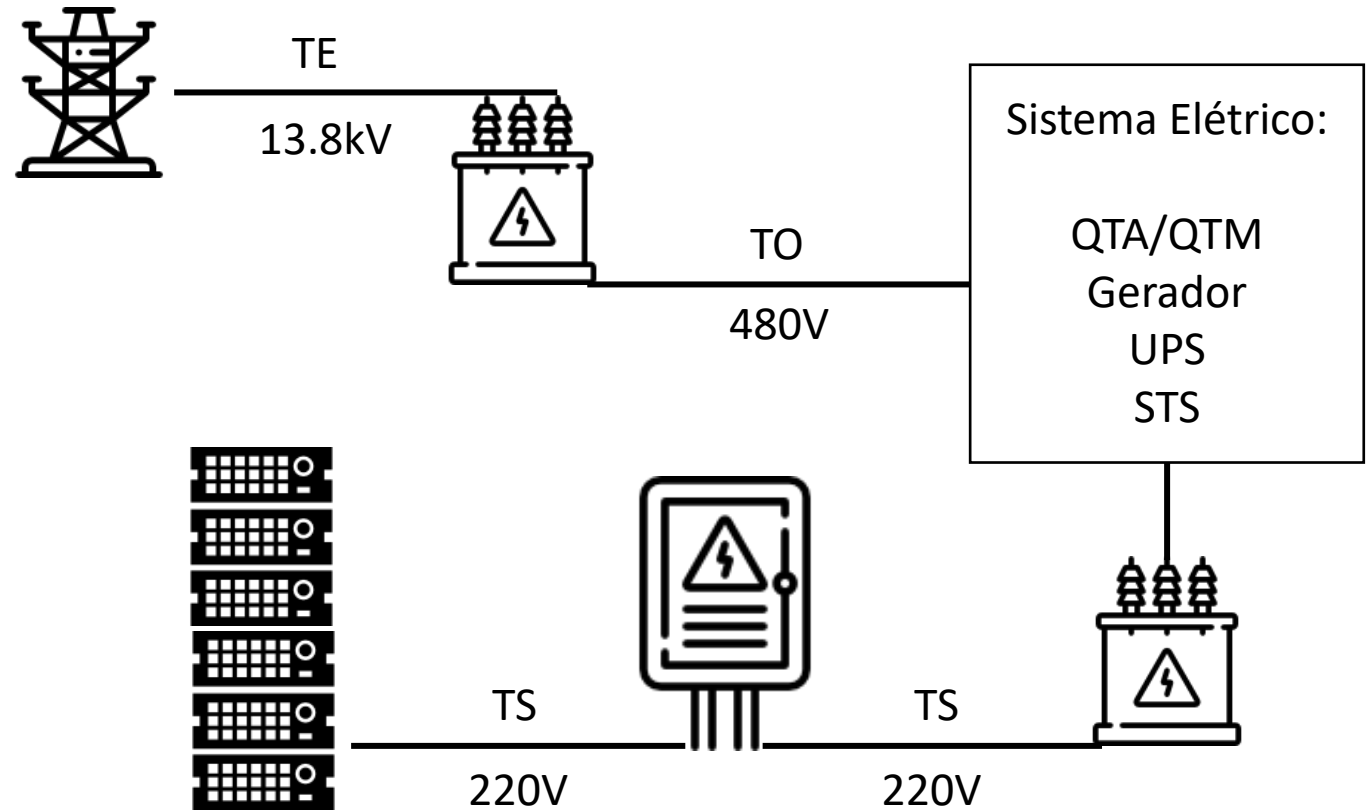 TE
13.8kV
Sistema Elétrico:
QTA/QTM
Gerador
UPS
STS
TO
480V
TS
TS
220V
220V